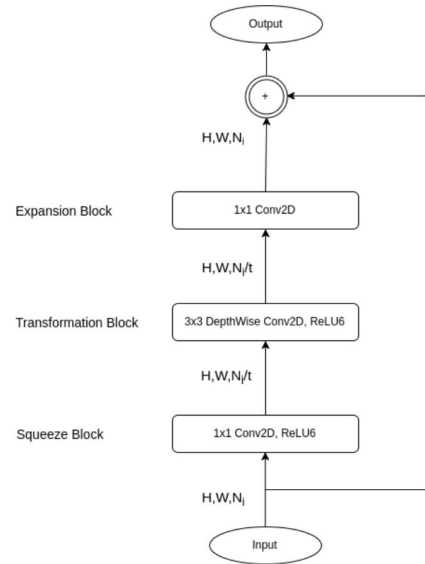 Output
+
H,W,Nᵢ
Expansion Block 1x1 Conv2D
H,W,Nᵢ/t
Transformation Block 3x3 DepthWise Conv2D, ReLU6
H,W,Nᵢ/t
Squeeze Block 1x1 Conv2D, ReLU6
H,W,Nᵢ
Input